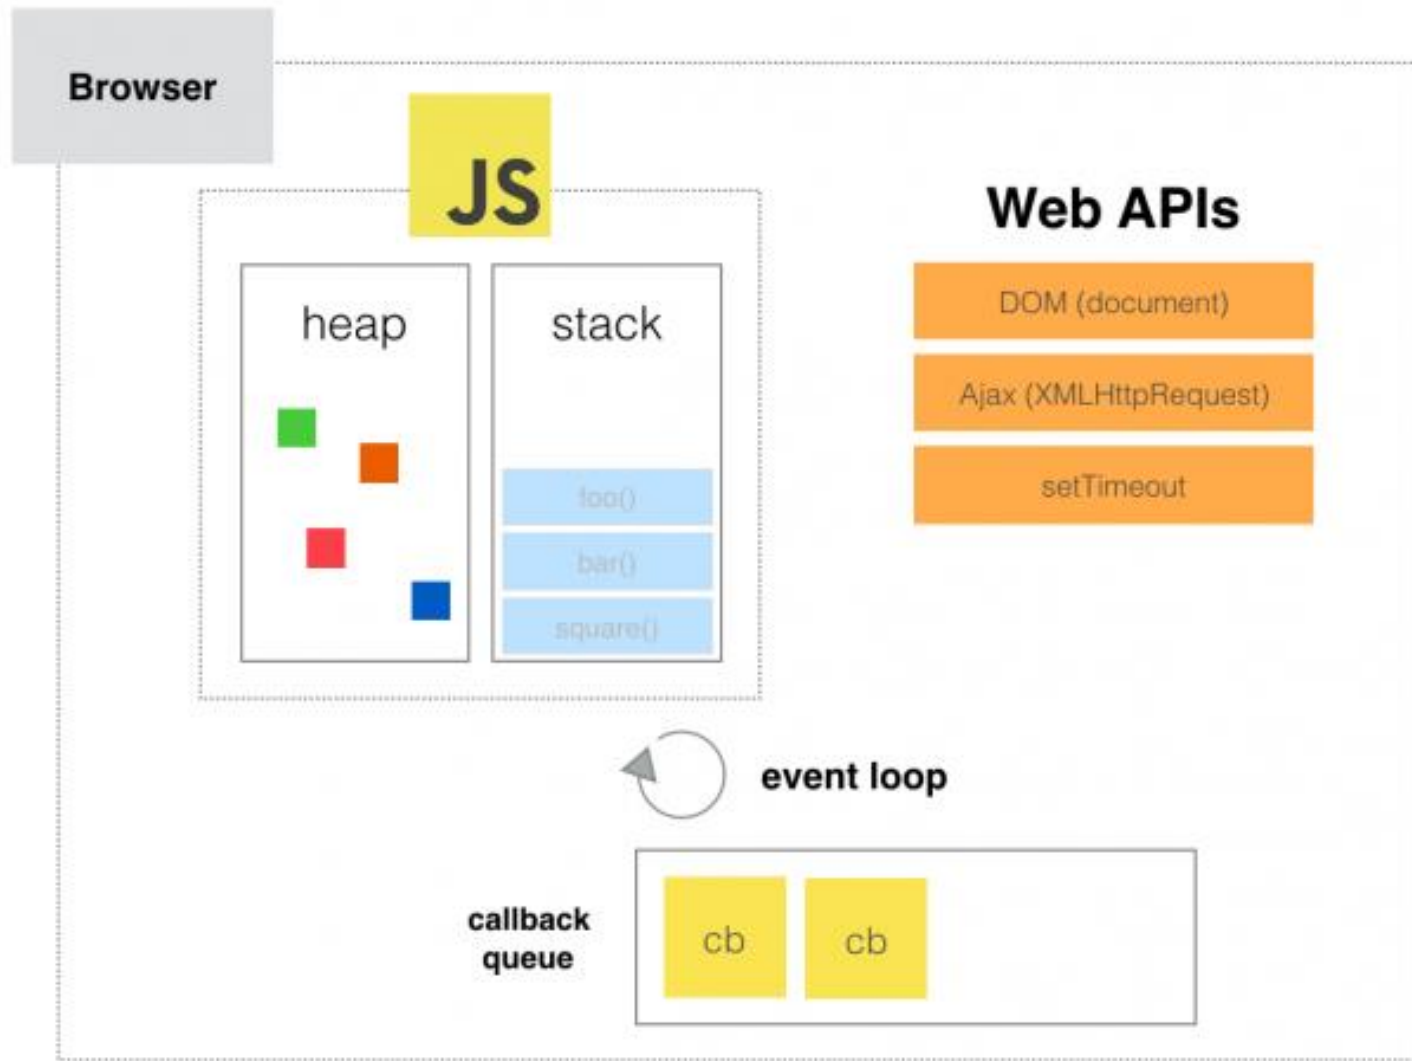 Browser
JS
Web APIs
heap
stack
DOM (document)
Ajax (XMLHttpRequest)
setTimeout
foo()
bar()
square()
event loop
callback
queue
cb
cb